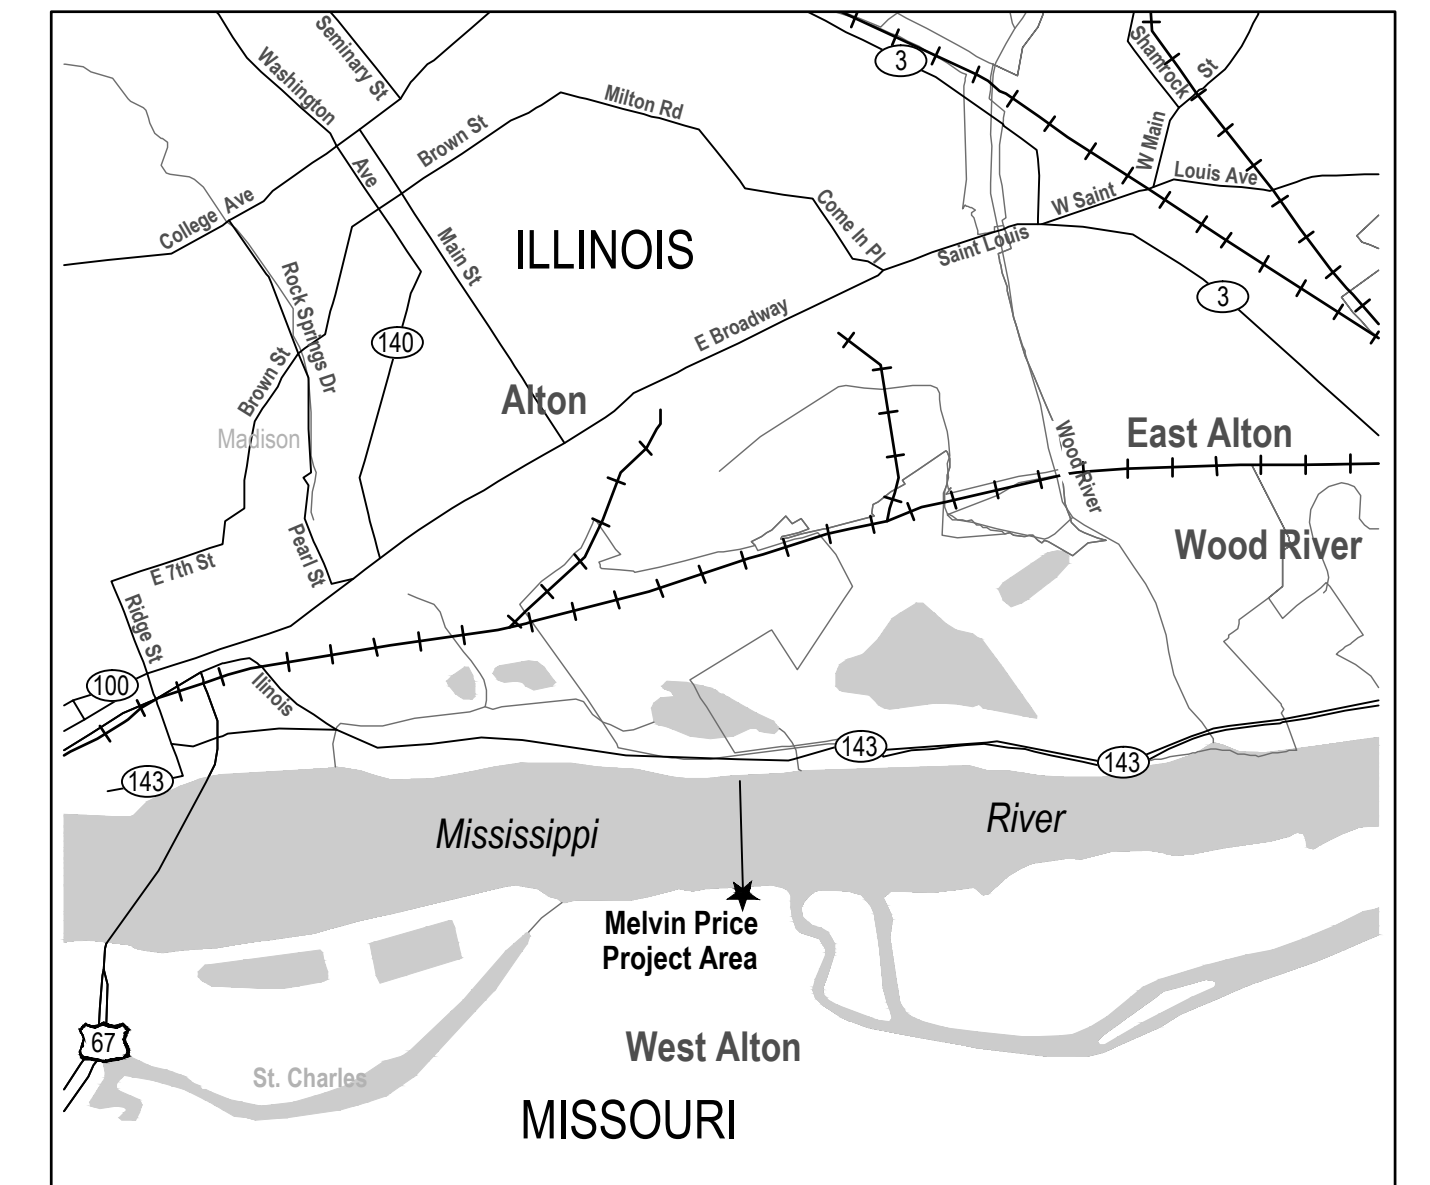 Seminary St
Washington
Ave
3
Shamrock
St
Milton Rd
Brown St
W Main
Louis Ave
W Saint
College Ave
Come In Pl
Saint Louis
Main St
ILLINOIS
Rock Springs Dr
3
E Broadway
140
Brown St
Alton
Madison
East Alton
Wood River
Wood River
Pearl St
E 7th St
Ridge St
100
Ilinois
143
143
143
Mississippi
River
Melvin Price
Project Area
67
West Alton
St. Charles
MISSOURI